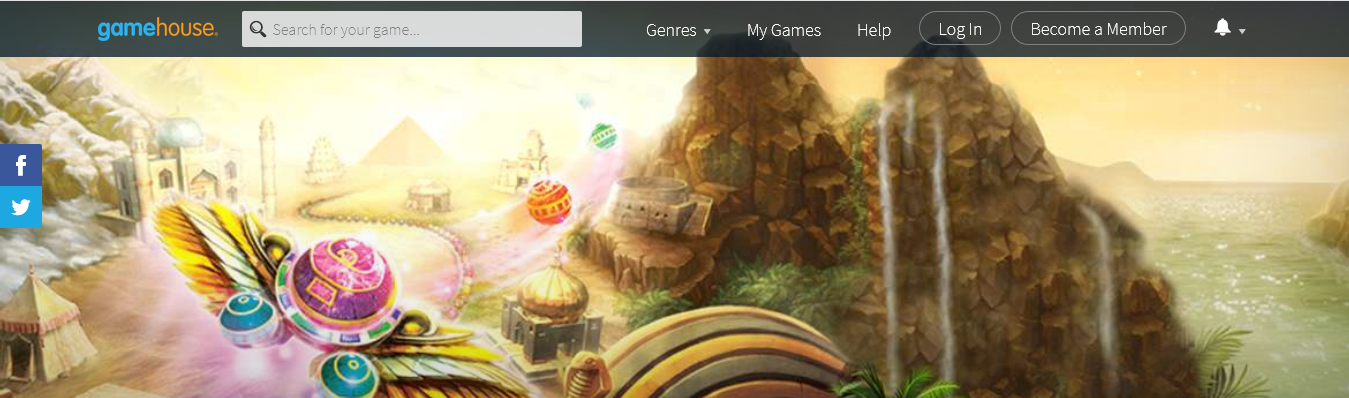 gamehouse
Search for your game...
Genres
My Games
Help
Log In
Become a Member